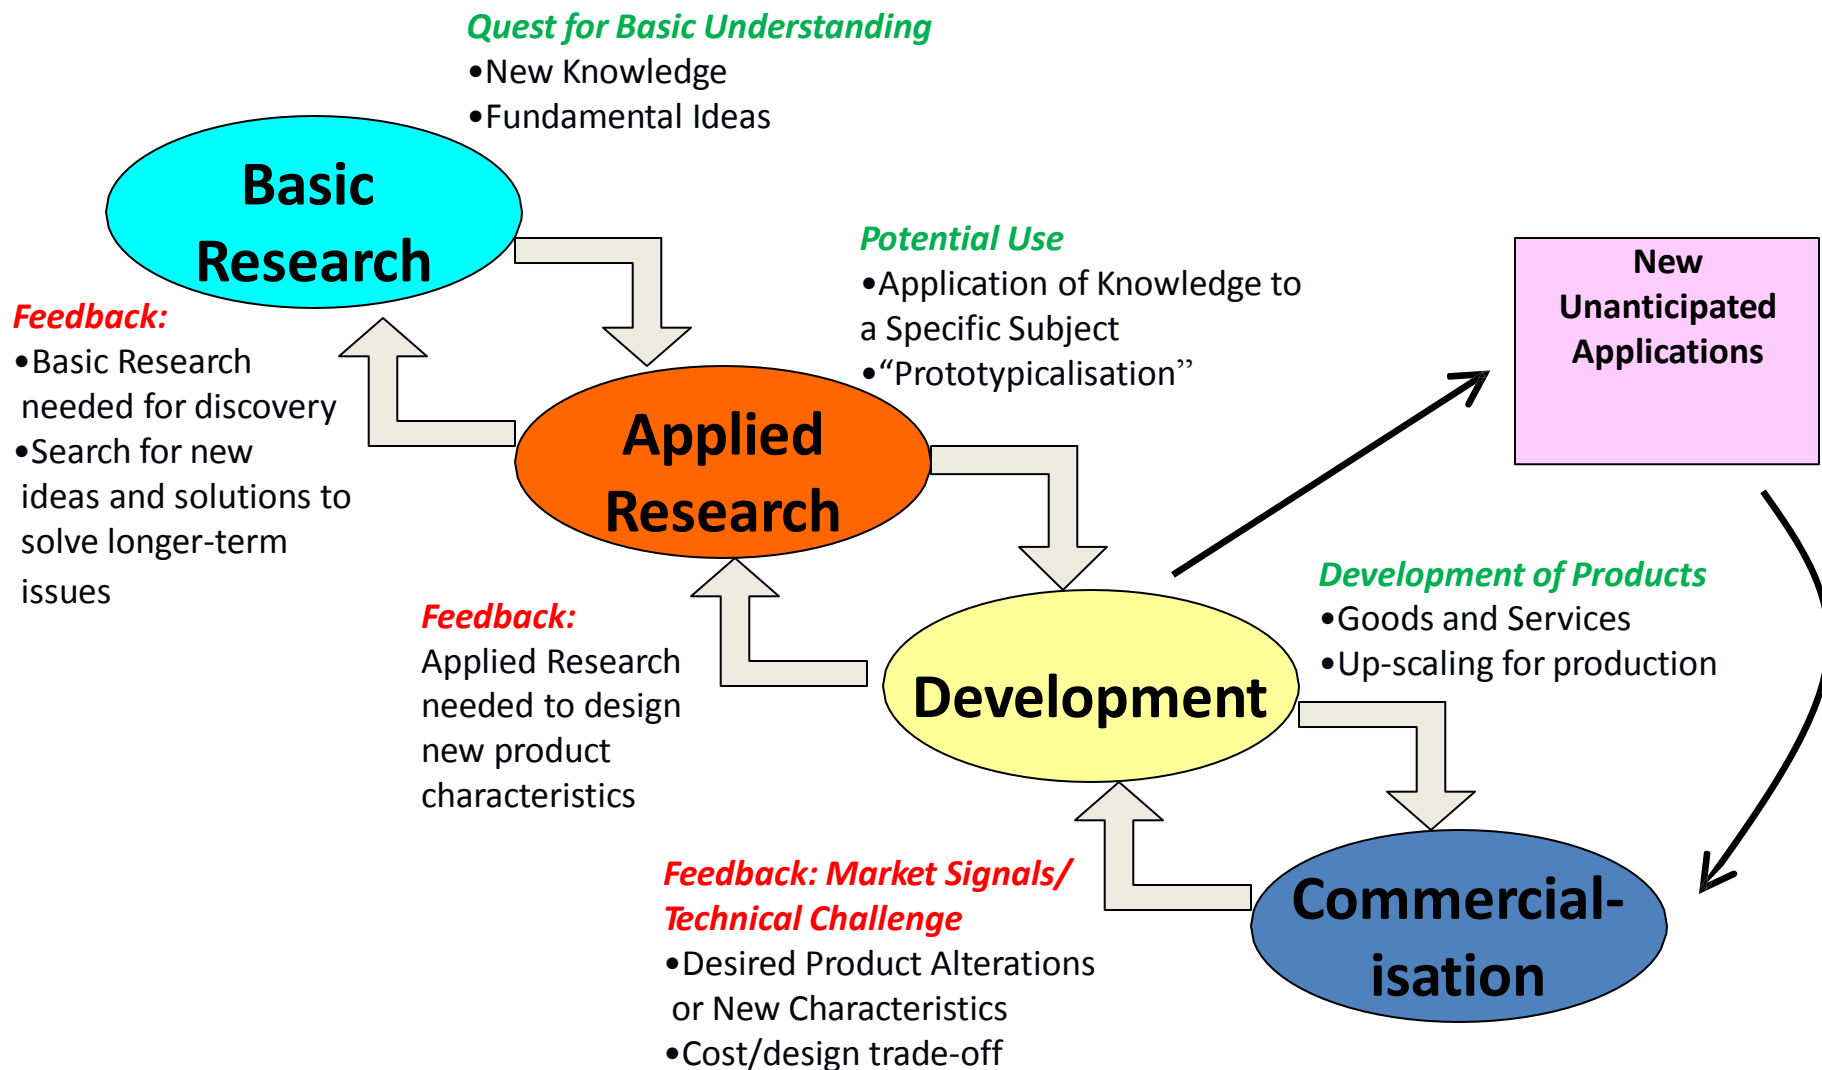 Quest for Basic Understanding
•New Knowledge
•Fundamental Ideas
Basic
Research
Potential Use
•Application of Knowledge to
a Specific Subject
•“Prototypicalisation”
New
Unanticipated
Applications
Feedback:
•Basic Research
needed for discovery
•Search for new
ideas and solutions to
solve longer-term
issues
Applied
Research
Development of Products
•Goods and Services
•Up-scaling for production
Feedback:
Applied Research
needed to design
new product
characteristics
Development
Feedback: Market Signals/
Technical Challenge
•Desired Product Alterations
or New Characteristics
•Cost/design trade-off
Commercial-
isation